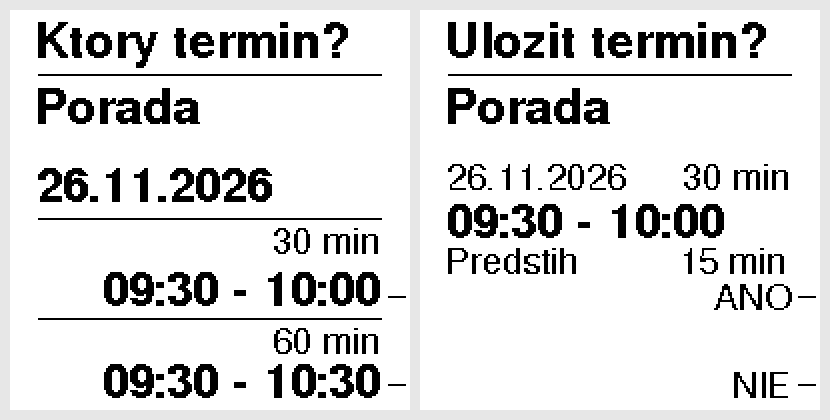 Ktory termin?
Porada
26.11.2026
30 min
09:30 - 10:00
60 min
09:30 - 10:30
Ulozit termin?
Porada
26.11.2026 30 min
09:30 - 10:00
Predstih 15 min
ANO
NIE